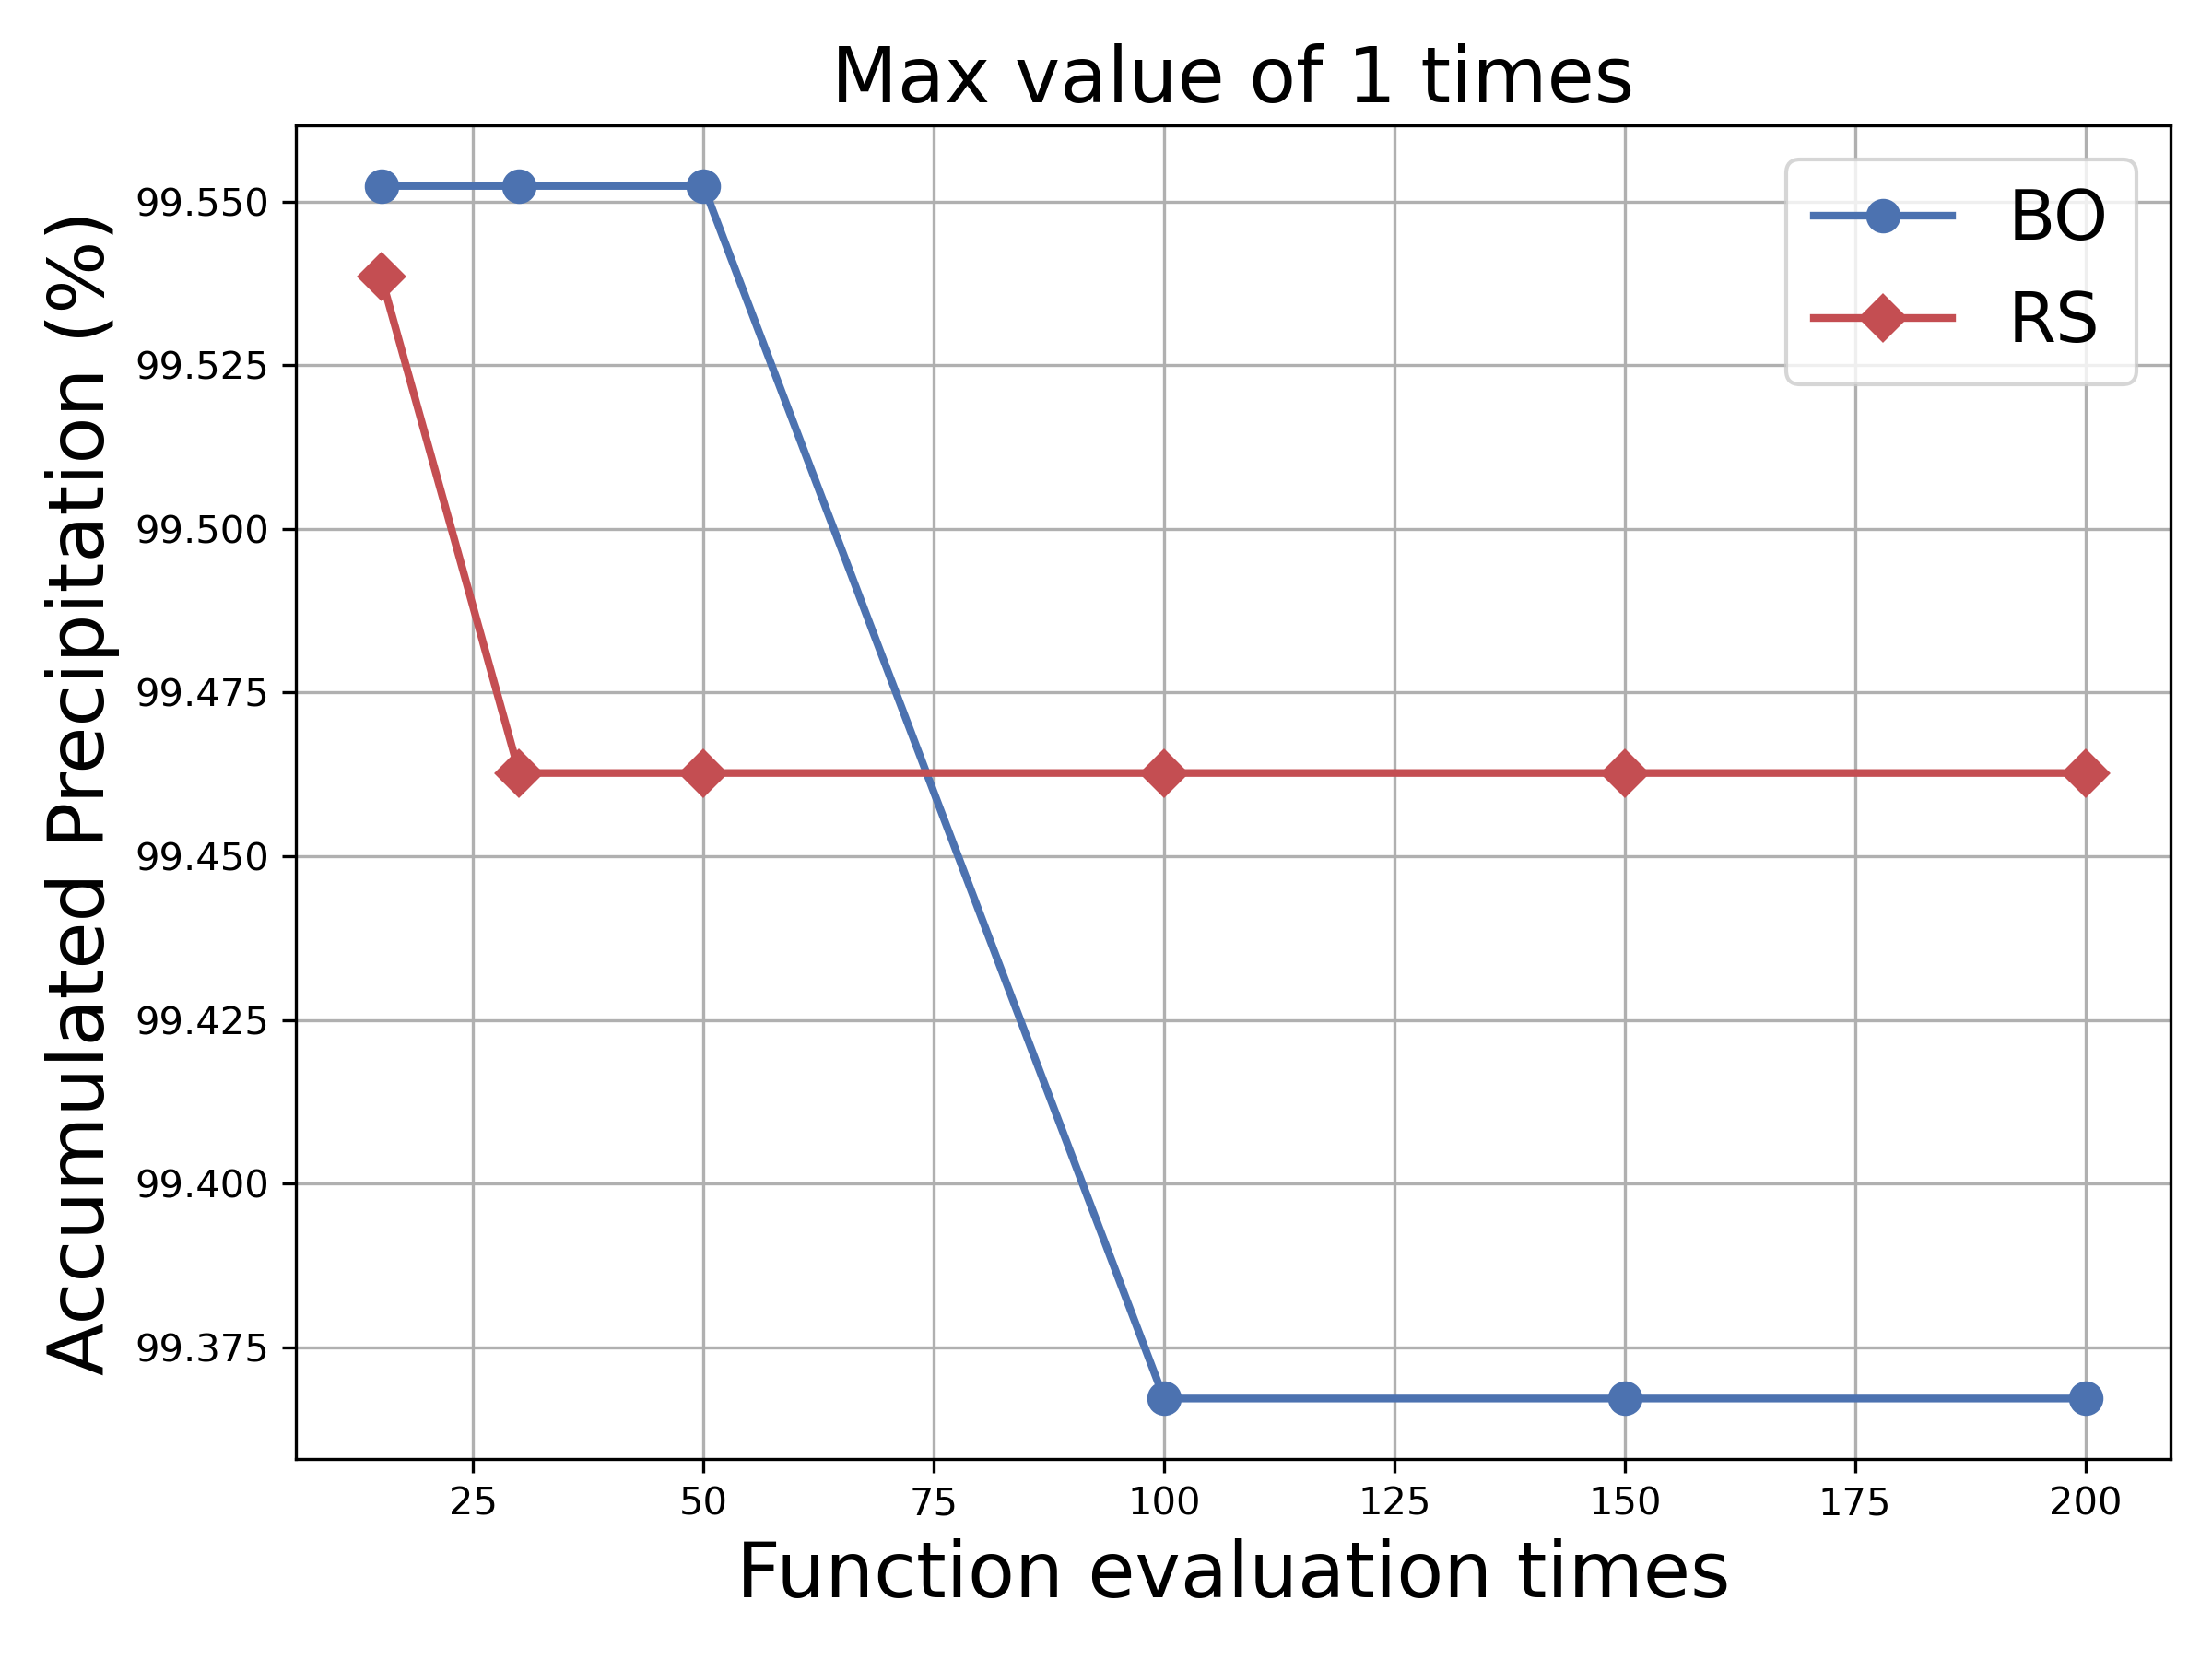 Max value of 1 times
Accumulated Precipitation (%)
99.550
99.525
99.500
99.475
99.450
99.425
99.400
99.375
BO
RS
25 50 75 100 125 150 175 200
Function evaluation times